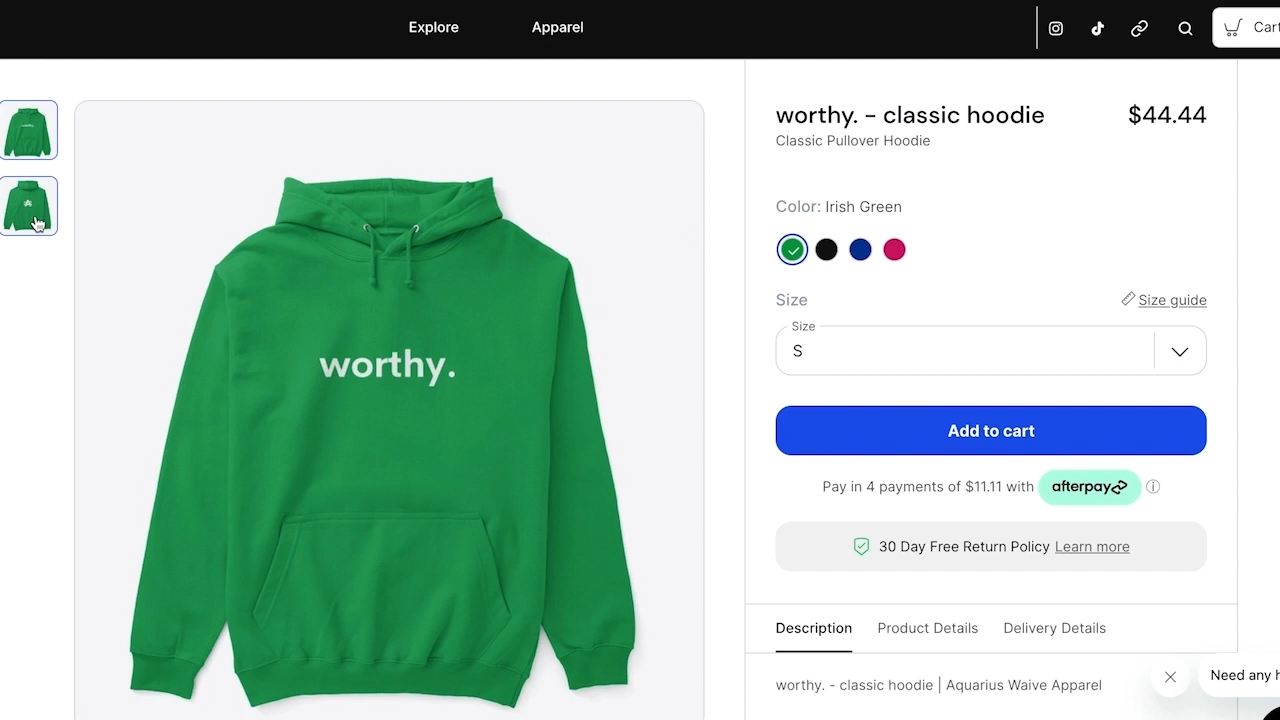 Explore
Apparel
Cart
worthy. - classic hoodie
$44.44
Classic Pullover Hoodie
Color: Irish Green
Size
Size guide
Size
S
worthy.
Add to cart
Pay in 4 payments of $11.11 with afterpay
30 Day Free Return Policy Learn more
Description
Product Details
Delivery Details
worthy. - classic hoodie | Aquarius Waive Apparel
Need any